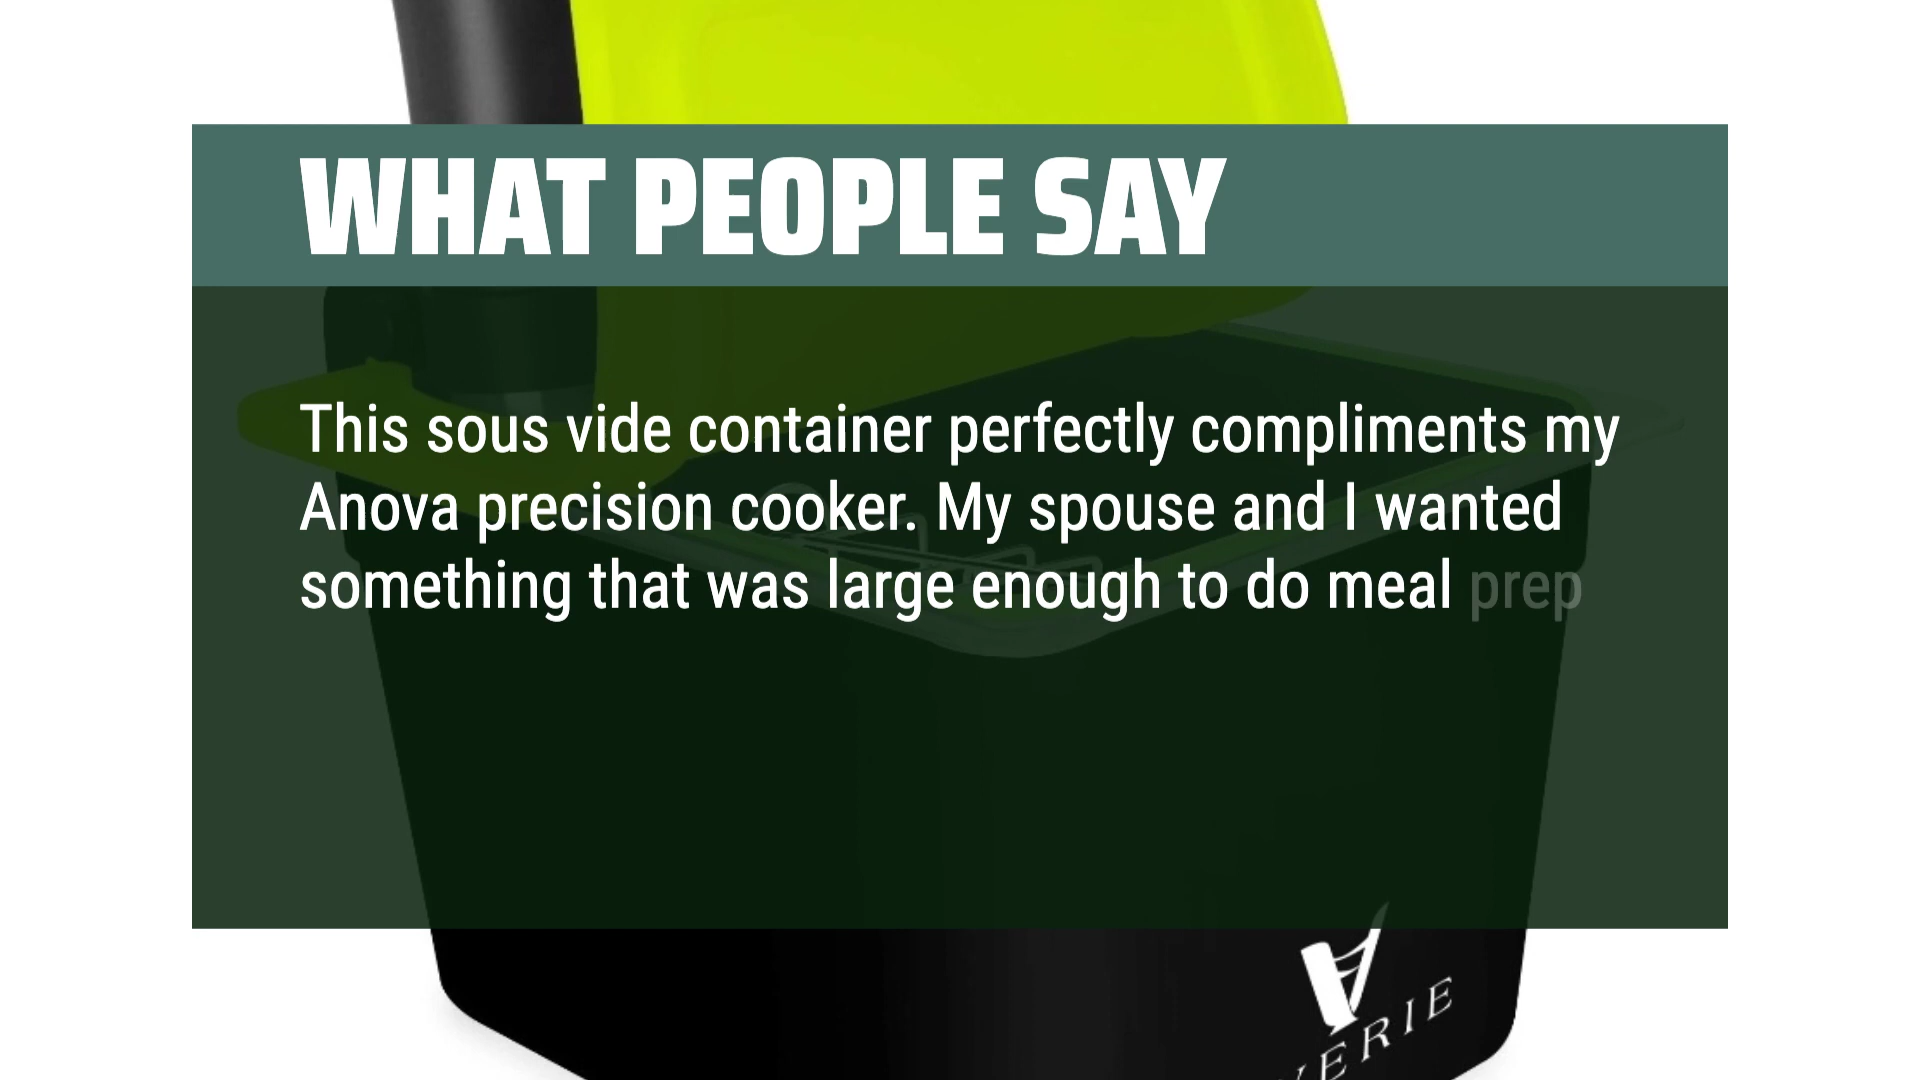 WHAT PEOPLE SAY
This sous vide container perfectly compliments my
Anova precision cooker. My spouse and I wanted
something that was large enough to do meal prep
VERIE